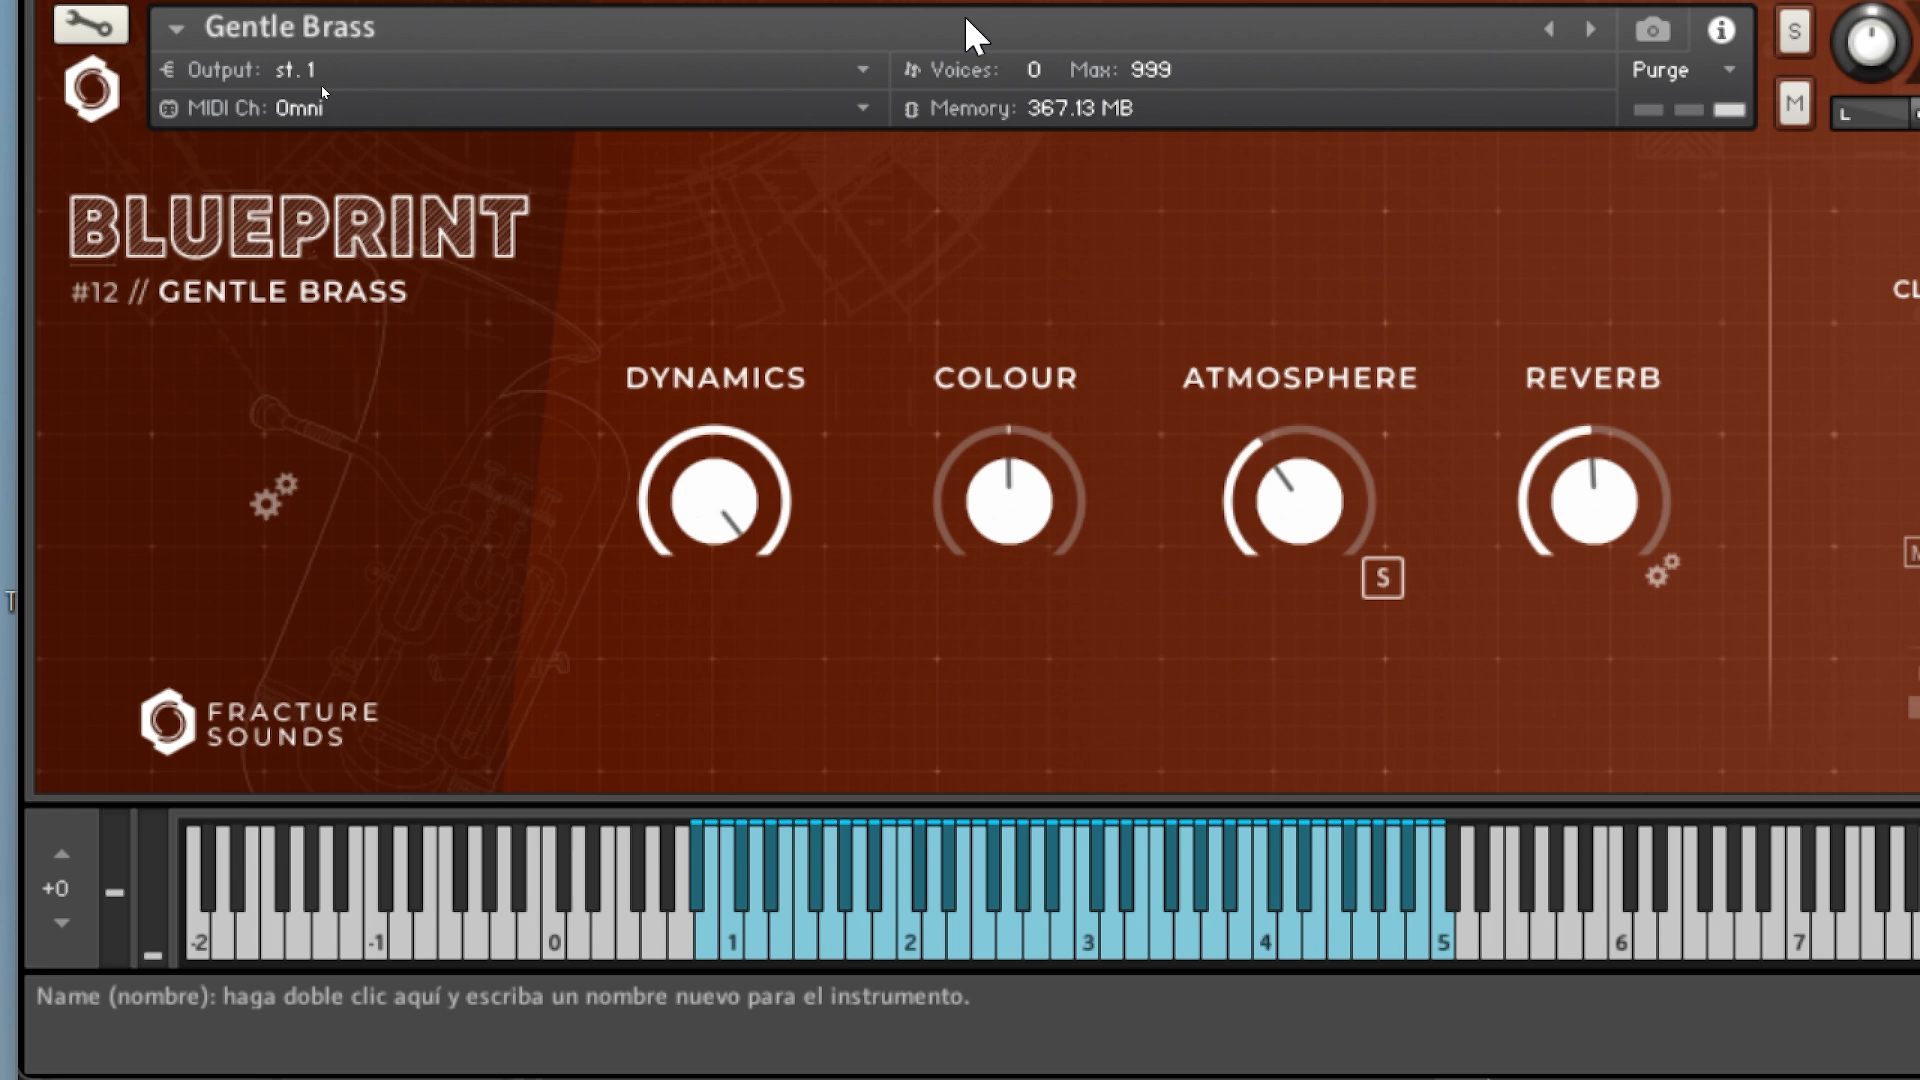 Gentle Brass
S
Output: st. 1
Voices: 0 Max: 999
Purge
MIDI Ch: Omni
Memory: 367.13 MB
M
L
BLUEPRINT
#12 // GENTLE BRASS
DYNAMICS
COLOUR
ATMOSPHERE
REVERB
S
FRACTURE
SOUNDS
+0
-2 -1 0 1 2 3 4 5 6 7
Name (nombre): haga doble clic aquí y escriba un nombre nuevo para el instrumento.